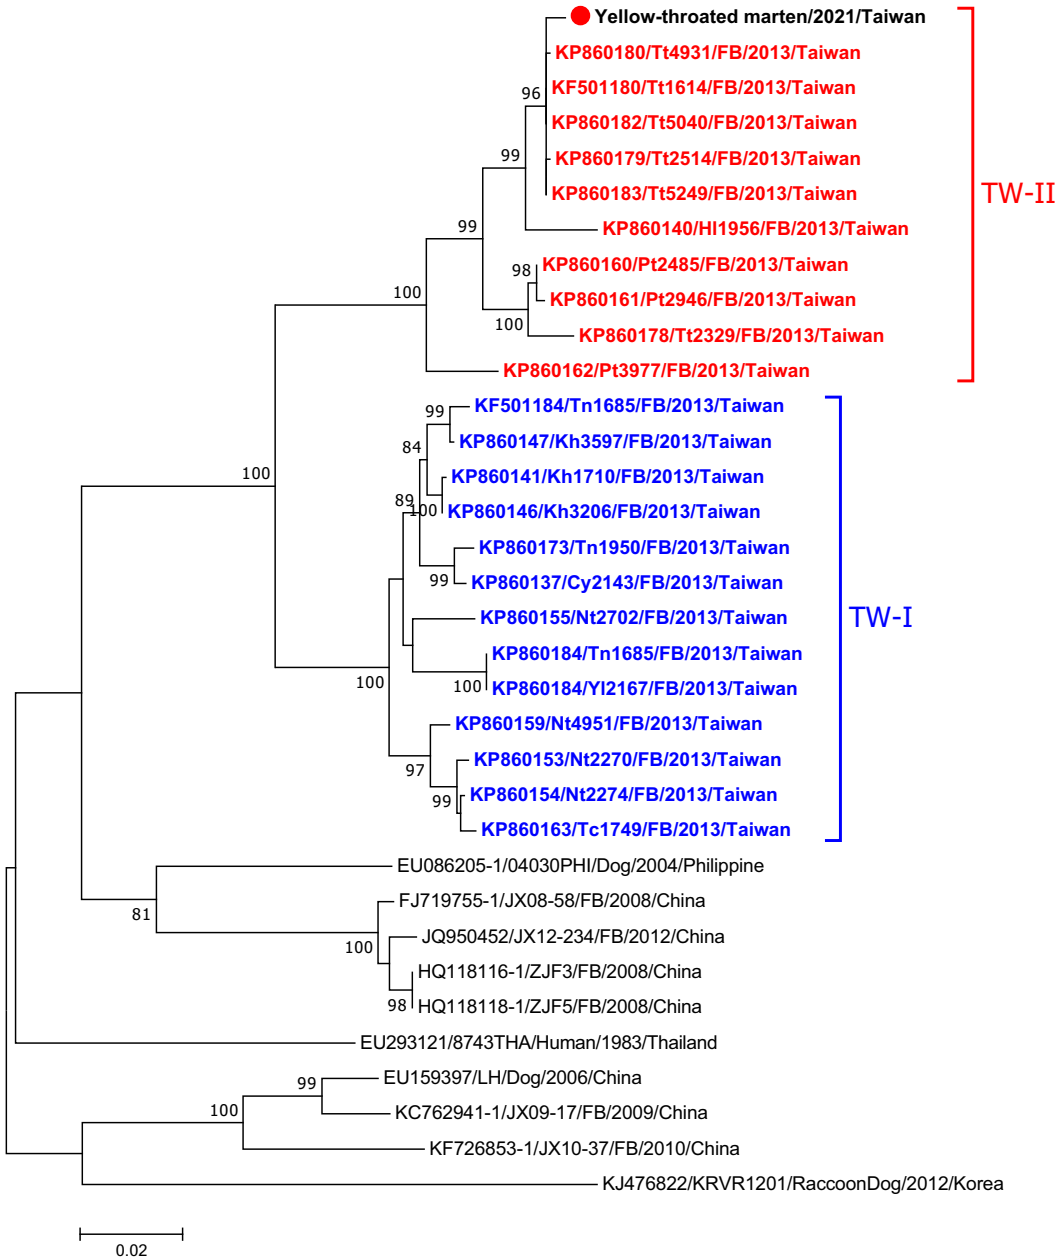 Yellow-throated marten/2021/Taiwan
KP860180/Tt4931/FB/2013/Taiwan
96
KF501180/Tt1614/FB/2013/Taiwan
KP860182/Tt5040/FB/2013/Taiwan
99
KP860179/Tt2514/FB/2013/Taiwan
KP860183/Tt5249/FB/2013/Taiwan
TW-II
99
KP860140/Hl1956/FB/2013/Taiwan
98
KP860160/Pt2485/FB/2013/Taiwan
100
KP860161/Pt2946/FB/2013/Taiwan
100
KP860178/Tt2329/FB/2013/Taiwan
KP860162/Pt3977/FB/2013/Taiwan
99
KF501184/Tn1685/FB/2013/Taiwan
84
KP860147/Kh3597/FB/2013/Taiwan
100
KP860141/Kh1710/FB/2013/Taiwan
89
100
KP860146/Kh3206/FB/2013/Taiwan
KP860173/Tn1950/FB/2013/Taiwan
99
KP860137/Cy2143/FB/2013/Taiwan
KP860155/Nt2702/FB/2013/Taiwan
TW-I
KP860184/Tn1685/FB/2013/Taiwan
100
100
KP860184/Yl2167/FB/2013/Taiwan
KP860159/Nt4951/FB/2013/Taiwan
97
KP860153/Nt2270/FB/2013/Taiwan
99
KP860154/Nt2274/FB/2013/Taiwan
KP860163/Tc1749/FB/2013/Taiwan
EU086205-1/04030PHI/Dog/2004/Philippine
81
FJ719755-1/JX08-58/FB/2008/China
100
JQ950452/JX12-234/FB/2012/China
HQ118116-1/ZJF3/FB/2008/China
98
HQ118118-1/ZJF5/FB/2008/China
EU293121/8743THA/Human/1983/Thailand
99
EU159397/LH/Dog/2006/China
100
KC762941-1/JX09-17/FB/2009/China
KF726853-1/JX10-37/FB/2010/China
KJ476822/KRVR1201/RaccoonDog/2012/Korea
0.02